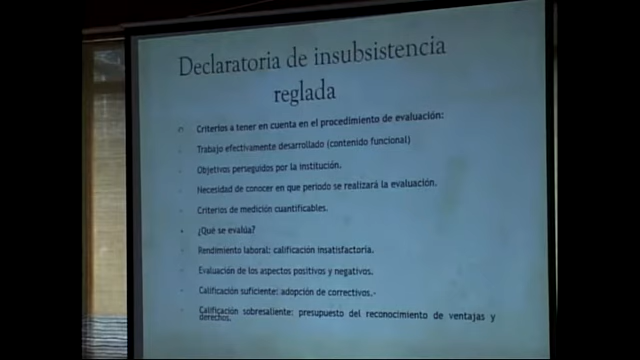 Declaratoria de insubsistencia
reglada
Criterios a tener en cuenta en el procedimiento de evaluación:
Trabajo efectivamente desarrollado (contenido funcional)
Objetivos perseguidos por la institución.
Necesidad de conocer en que periodo se realizará la evaluación.
Criterios de medición cuantificables.
¿Qué se evalúa?
Rendimiento laboral: calificación insatisfactoria.
Evaluación de los aspectos positivos y negativos.
Calificación suficiente: adopción de correctivos.-
Calificación sobresaliente: presupuesto del reconocimiento de ventajas y
derechos.